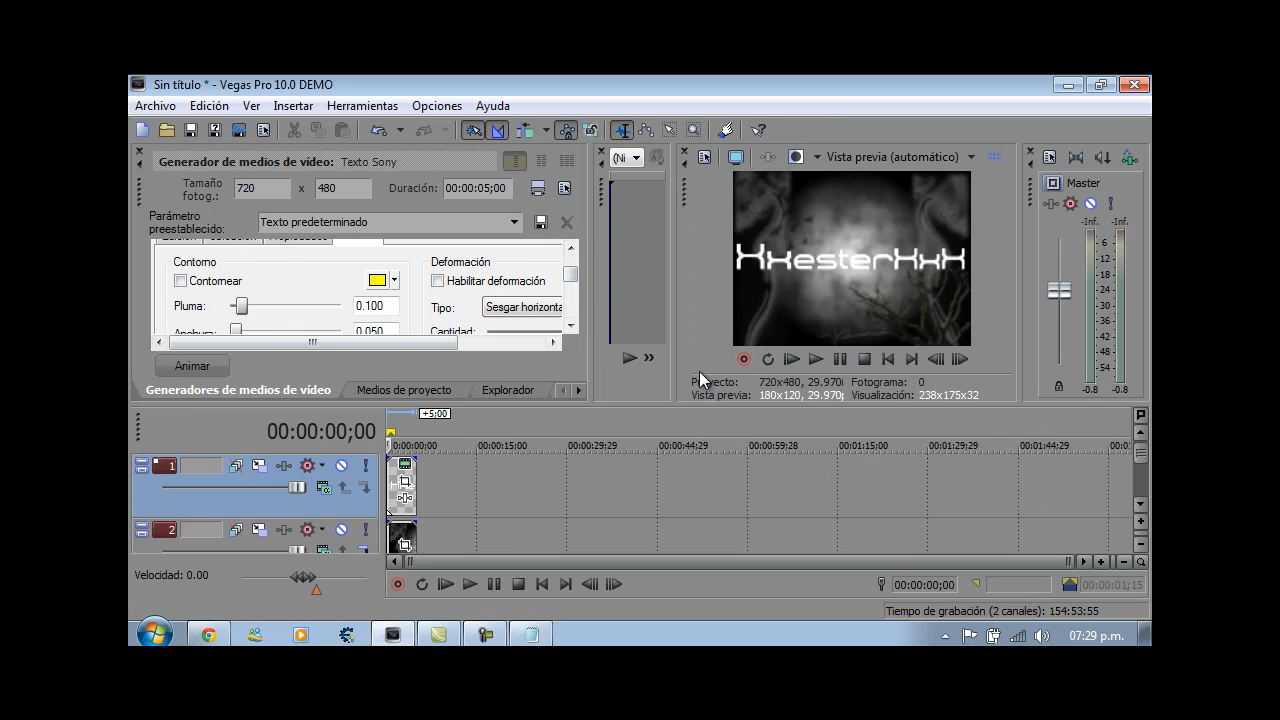 Sin título * - Vegas Pro 10.0 DEMO
Archivo Edición Ver Insertar Herramientas Opciones Ayuda
Generador de medios de vídeo: Texto Sony
Tamaño fotog.: 720 x 480 Duración: 00:00:05;00
Parámetro preestablecido: Texto predeterminado
Contorno
Contornear
Pluma: 0.100
Anchura: 0.050
Deformación
Habilitar deformación
Tipo: Sesgar horizonta
Cantidad:
Animar
Generadores de medios de vídeo Medios de proyecto Explorador
(Ni
Vista previa (automático)
XxesterXxX
Proyecto: 720x480, 29.970i Fotograma: 0
Vista previa: 180x120, 29.970p Visualización: 238x175x32
Master
-Inf. -Inf.
6
12
18
24
30
36
42
48
54
-0.8 -0.8
+5;00
00:00:00;00
0:00:00;00 00:00:15;00 00:00:29;29 00:00:44;29 00:00:59;28 00:01:15;00 00:01:29;29 00:01:44;29 00:0
1
2
Velocidad: 0.00
00:00:00;00 00:00:01;15
Tiempo de grabación (2 canales): 154:53:55
07:29 p.m.